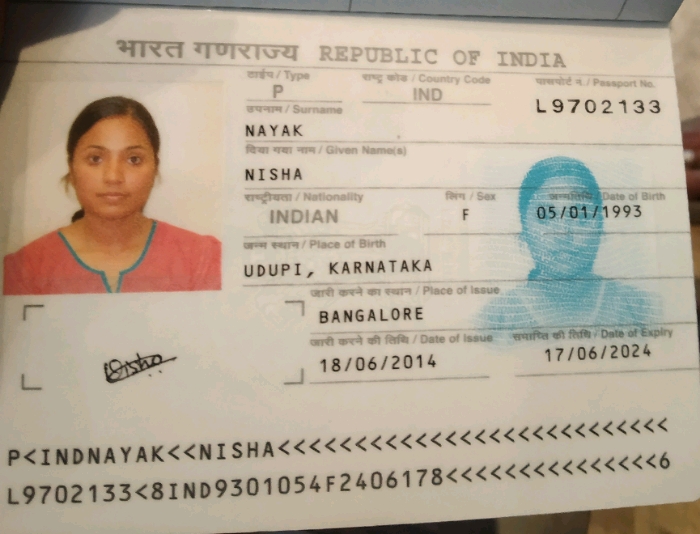 भारत गणराज्य REPUBLIC OF INDIA
टाईप / Type राष्ट्र कोड / Country Code पासपोर्ट न. / Passport No.
P IND L9702133
उपनाम / Surname
NAYAK
दिया गया नाम / Given Name(s)
NISHA
राष्ट्रीयता / Nationality लिंग / Sex जन्मतिथि / Date of Birth
INDIAN F 05/01/1993
जन्म स्थान / Place of Birth
UDUPI, KARNATAKA
जारी करने का स्थान / Place of Issue
BANGALORE
जारी करने की तिथि / Date of Issue समाप्ति की तिथि / Date of Expiry
18/06/2014 17/06/2024
Nisha
P<INDNAYAK<<NISHA<<<<<<<<<<<<<<<<<<<<<<<<<<<
L9702133<8IND9301054F2406178<<<<<<<<<<<<<<<6